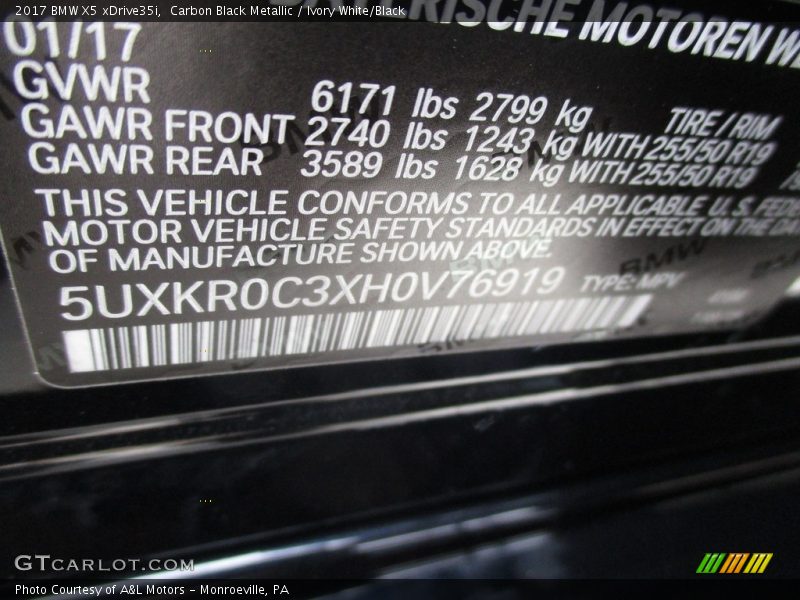 2017 BMW X5 xDrive35i, Carbon Black Metallic / Ivory White/Black
RISCHE MOTOREN WE
01/17
GVWR 6171 lbs 2799 kg TIRE / RIM
GAWR FRONT 2740 lbs 1243 kg WITH 255/50 R19
GAWR REAR 3589 lbs 1628 kg WITH 255/50 R19
THIS VEHICLE CONFORMS TO ALL APPLICABLE U.S. FEDE
MOTOR VEHICLE SAFETY STANDARDS IN EFFECT ON THE DA
OF MANUFACTURE SHOWN ABOVE.
5UXKR0C3XH0V76919 TYPE: MPV
GTCARLOT.COM
Photo Courtesy of A&L Motors – Monroeville, PA